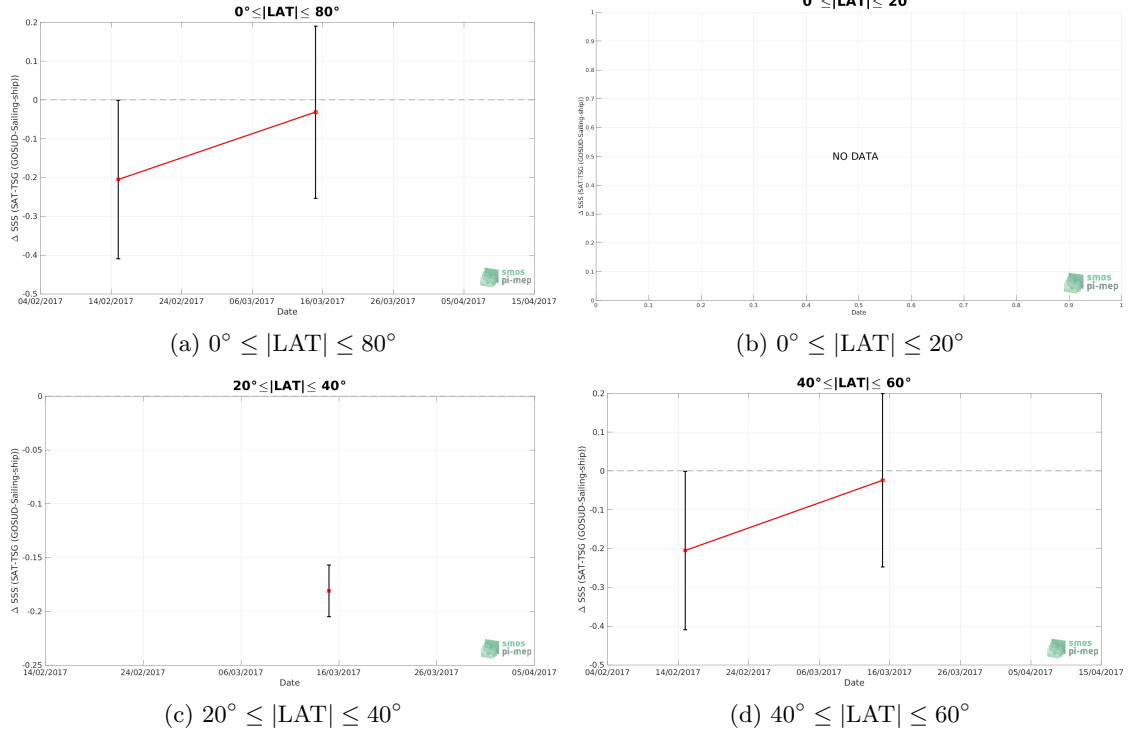 0°≤|LAT|≤ 80°
Δ SSS (SAT-TSG (GOSUD-Sailing-ship))
0.2
0.1
0
-0.1
-0.2
-0.3
-0.4
-0.5
04/02/2017 14/02/2017 24/02/2017 06/03/2017 16/03/2017 26/03/2017 05/04/2017 15/04/2017
Date
smos
pi-mep
(a) 0° ≤ |LAT| ≤ 80°
0°≤|LAT|≤ 20°
Δ SSS (SAT-TSG (GOSUD-Sailing-ship))
1
0.9
0.8
0.7
0.6
0.5
0.4
0.3
0.2
0.1
0
NO DATA
0 0.1 0.2 0.3 0.4 0.5 0.6 0.7 0.8 0.9 1
Date
smos
pi-mep
(b) 0° ≤ |LAT| ≤ 20°
20°≤|LAT|≤ 40°
Δ SSS (SAT-TSG (GOSUD-Sailing-ship))
0
-0.05
-0.1
-0.15
-0.2
-0.25
14/02/2017 24/02/2017 06/03/2017 16/03/2017 26/03/2017 05/04/2017
Date
smos
pi-mep
(c) 20° ≤ |LAT| ≤ 40°
40°≤|LAT|≤ 60°
Δ SSS (SAT-TSG (GOSUD-Sailing-ship))
0.2
0.1
0
-0.1
-0.2
-0.3
-0.4
-0.5
04/02/2017 14/02/2017 24/02/2017 06/03/2017 16/03/2017 26/03/2017 05/04/2017 15/04/2017
Date
smos
pi-mep
(d) 40° ≤ |LAT| ≤ 60°